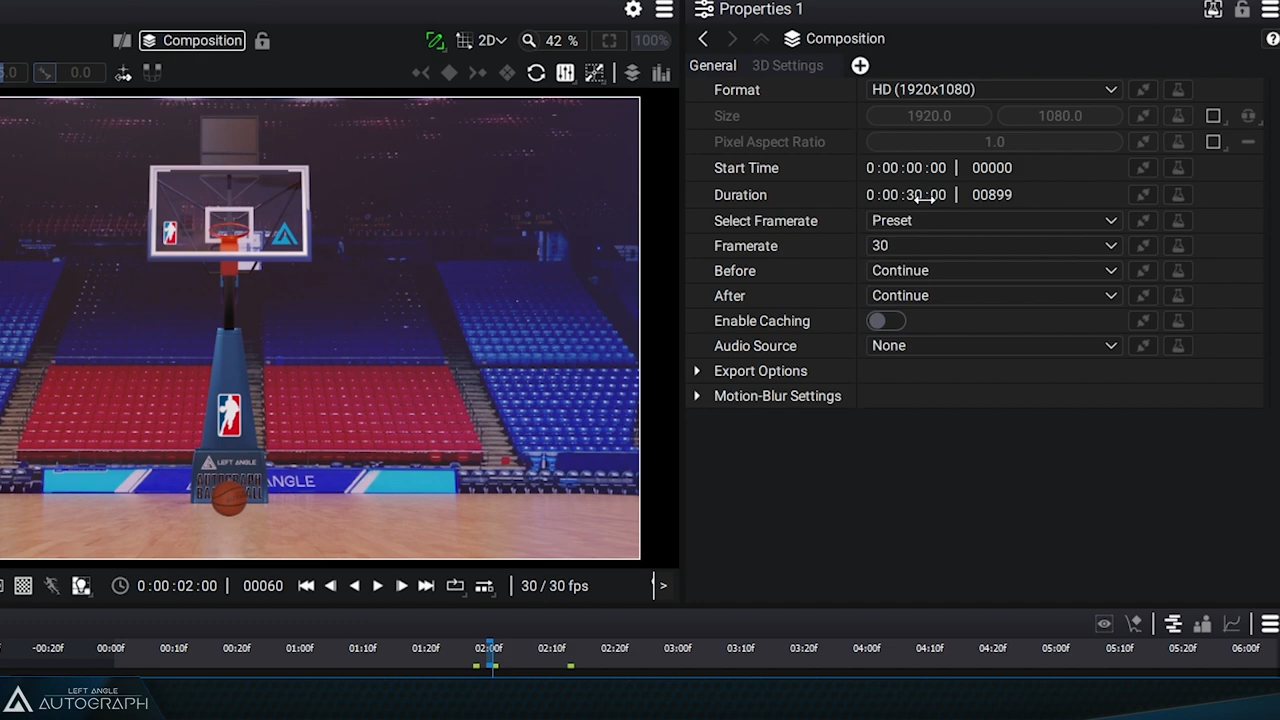 Properties 1
Composition
2D
42 %
100%
Composition
5.0
0.0
General
3D Settings
Format
HD (1920x1080)
Size
1920.0
1080.0
Pixel Aspect Ratio
1.0
Start Time
0:00:00:00 | 00000
Duration
0:00:30:00 | 00899
Select Framerate
Preset
Framerate
30
Before
Continue
After
Continue
Enable Caching
Audio Source
None
Export Options
Motion-Blur Settings
LEFT ANGLE
AUTOGRAPH
ANGLE
0:00:02:00 | 00060
30 / 30 fps
-00:20f 00:00f 00:10f 00:20f 01:00f 01:10f 01:20f 02:00f 02:10f 02:20f 03:00f 03:10f 03:20f 04:00f 04:10f 04:20f 05:00f 05:10f 05:20f 06:00f
LEFT ANGLE
AUTOGRAPH